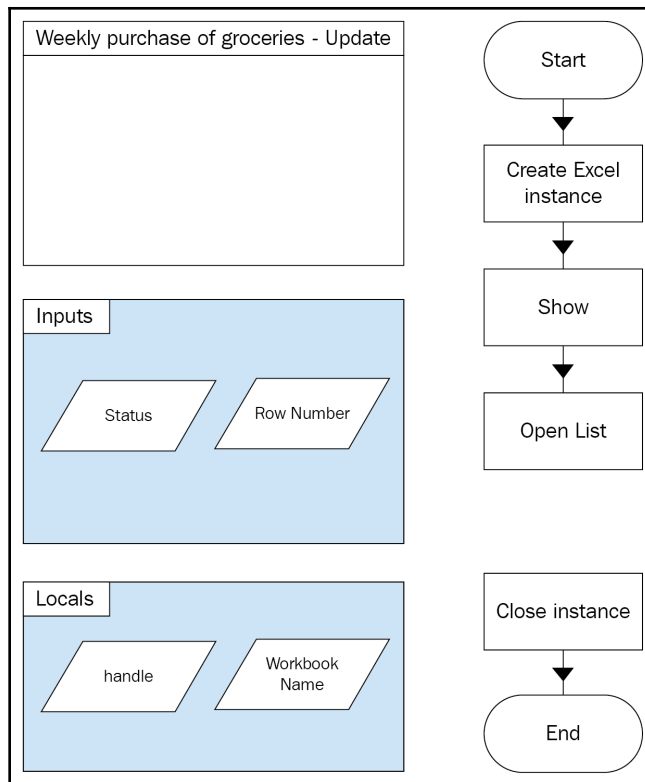 Weekly purchase of groceries - Update
Inputs
Status
Row Number
Locals
handle
Workbook
Name
Start
Create Excel
instance
Show
Open List
Close instance
End